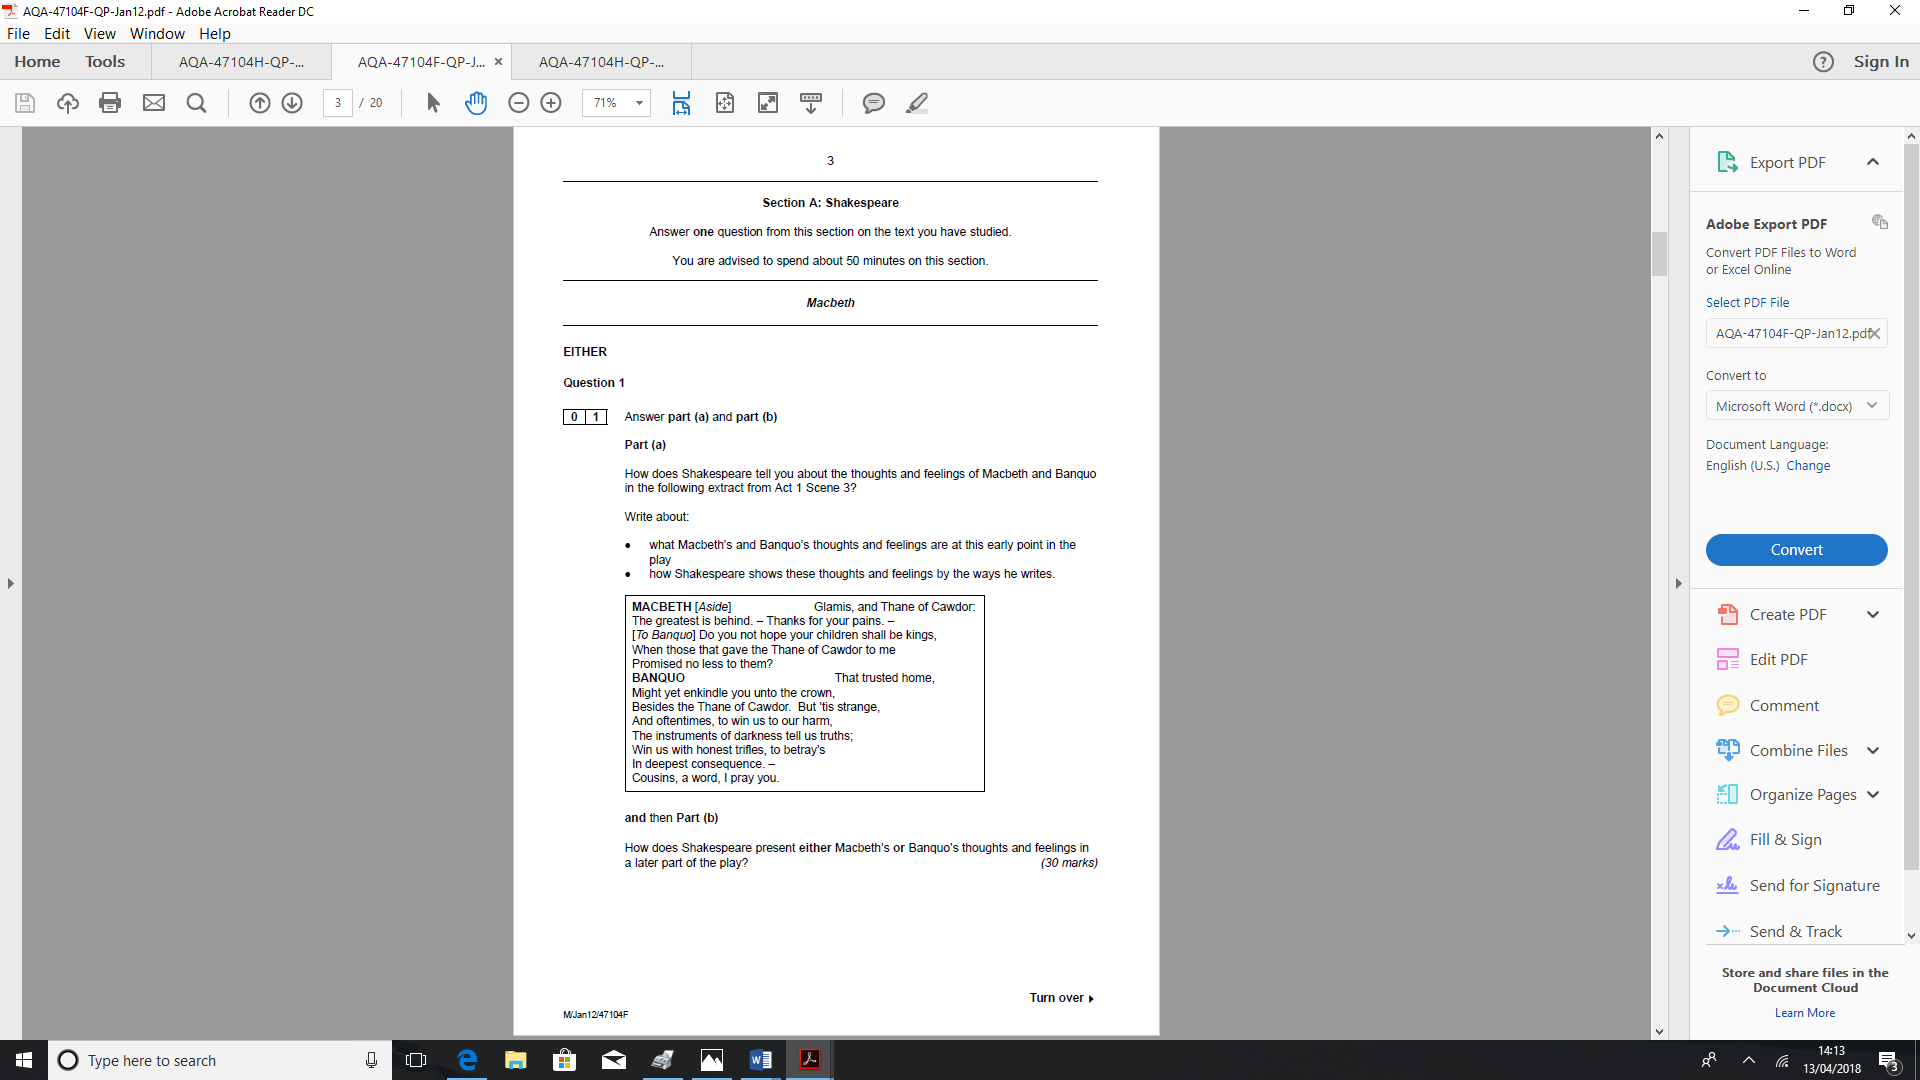 AQA-47104F-QP-Jan12.pdf - Adobe Acrobat Reader DC
File Edit View Window Help
Home Tools AQA-47104H-QP-... AQA-47104F-QP-J... × AQA-47104H-QP-... ? Sign In
3 / 20 71%
3
Section A: Shakespeare
Answer one question from this section on the text you have studied.
You are advised to spend about 50 minutes on this section.
Macbeth
EITHER
Question 1
0 1 Answer part (a) and part (b)
Part (a)
How does Shakespeare tell you about the thoughts and feelings of Macbeth and Banquo
in the following extract from Act 1 Scene 3?
Write about:
• what Macbeth's and Banquo's thoughts and feelings are at this early point in the
play
• how Shakespeare shows these thoughts and feelings by the ways he writes.
MACBETH [Aside] Glamis, and Thane of Cawdor:
The greatest is behind. – Thanks for your pains. –
[To Banquo] Do you not hope your children shall be kings,
When those that gave the Thane of Cawdor to me
Promised no less to them?
BANQUO That trusted home,
Might yet enkindle you unto the crown,
Besides the Thane of Cawdor. But 'tis strange,
And oftentimes, to win us to our harm,
The instruments of darkness tell us truths;
Win us with honest trifles, to betray's
In deepest consequence. –
Cousins, a word, I pray you.
and then Part (b)
How does Shakespeare present either Macbeth's or Banquo's thoughts and feelings in
a later part of the play? (30 marks)
Turn over
M/Jan12/47104F
Export PDF
Adobe Export PDF
Convert PDF Files to Word
or Excel Online
Select PDF File
AQA-47104F-QP-Jan12.pdf
Convert to
Microsoft Word (*.docx)
Document Language:
English (U.S.) Change
Convert
Create PDF
Edit PDF
Comment
Combine Files
Organize Pages
Fill & Sign
Send for Signature
Send & Track
Store and share files in the
Document Cloud
Learn More
Type here to search
14:13
13/04/2018
3